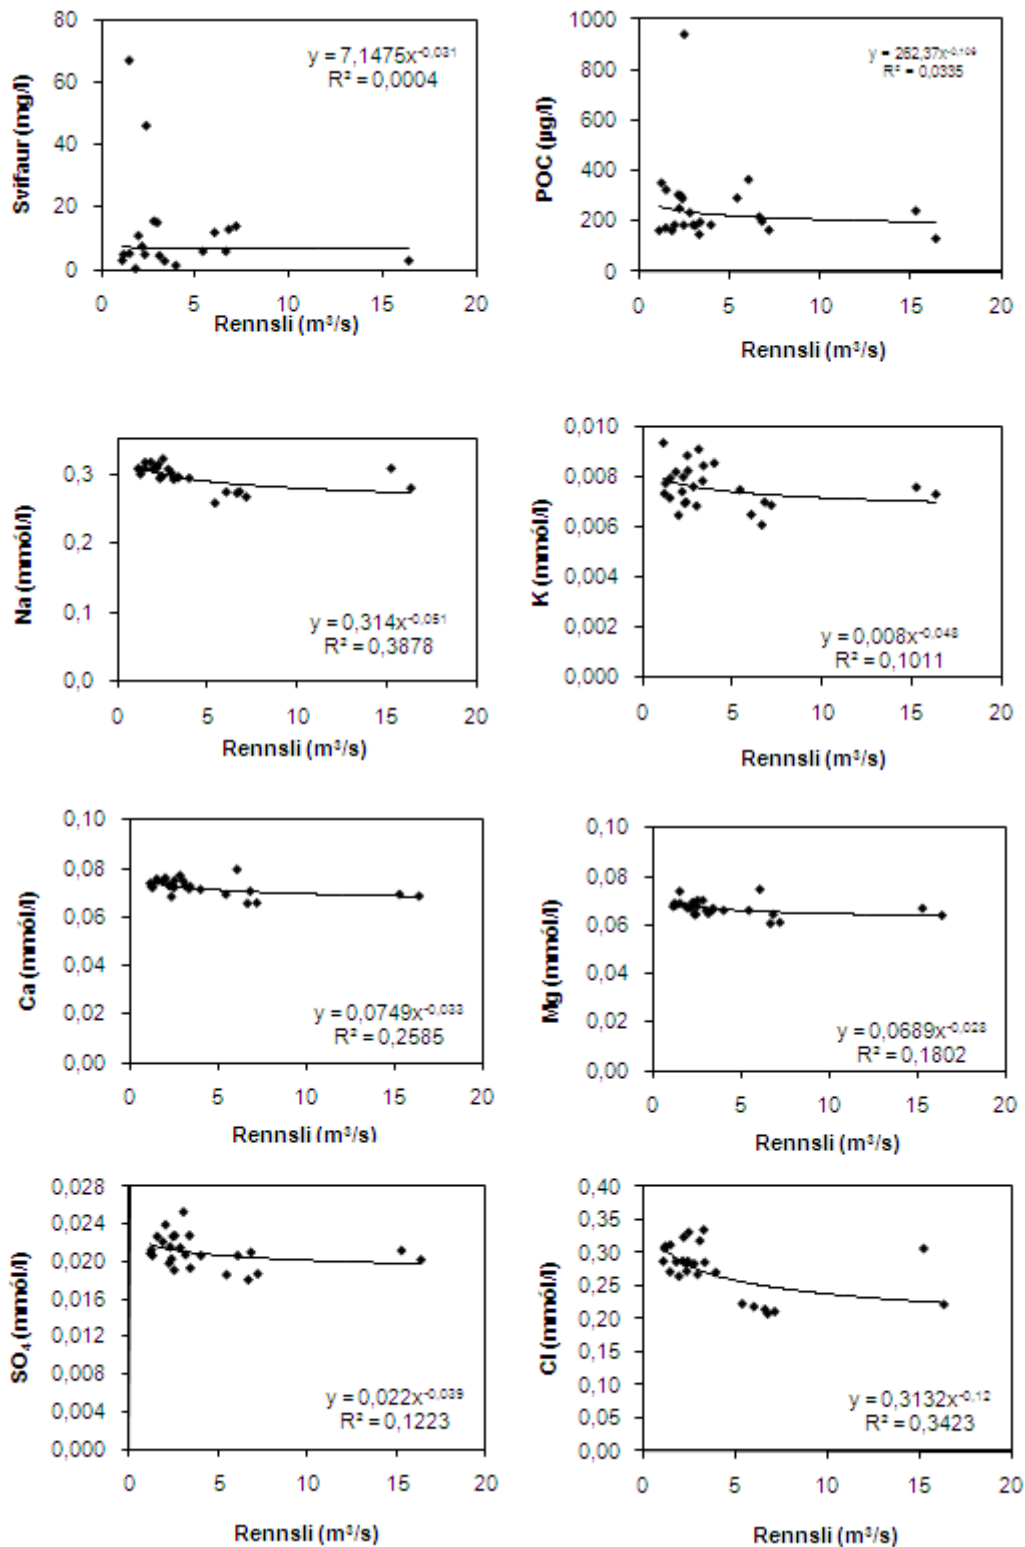 Svifaur (mg/l)
80
60
40
20
0
y = 7,1475x^-0,031
R² = 0,0004
0 5 10 15 20
Rennsli (m³/s)
POC (µg/l)
1000
800
600
400
200
0
y = 262,37x^-0,109
R² = 0,0335
0 5 10 15 20
Rennsli (m³/s)
Na (mmól/l)
0,3
0,2
0,1
0,0
y = 0,314x^-0,051
R² = 0,3878
0 5 10 15 20
Rennsli (m³/s)
K (mmól/l)
0,010
0,008
0,006
0,004
0,002
0,000
y = 0,008x^-0,048
R² = 0,1011
0 5 10 15 20
Rennsli (m³/s)
Ca (mmól/l)
0,10
0,08
0,06
0,04
0,02
0,00
y = 0,0749x^-0,033
R² = 0,2585
0 5 10 15 20
Rennsli (m³/s)
Mg (mmól/l)
0,10
0,08
0,06
0,04
0,02
0,00
y = 0,0689x^-0,028
R² = 0,1802
0 5 10 15 20
Rennsli (m³/s)
SO₄ (mmól/l)
0,028
0,024
0,020
0,016
0,012
0,008
0,004
0,000
y = 0,022x^-0,039
R² = 0,1223
0 5 10 15 20
Rennsli (m³/s)
Cl (mmól/l)
0,40
0,35
0,30
0,25
0,20
0,15
0,10
0,05
0,00
y = 0,3132x^-0,12
R² = 0,3423
0 5 10 15 20
Rennsli (m³/s)